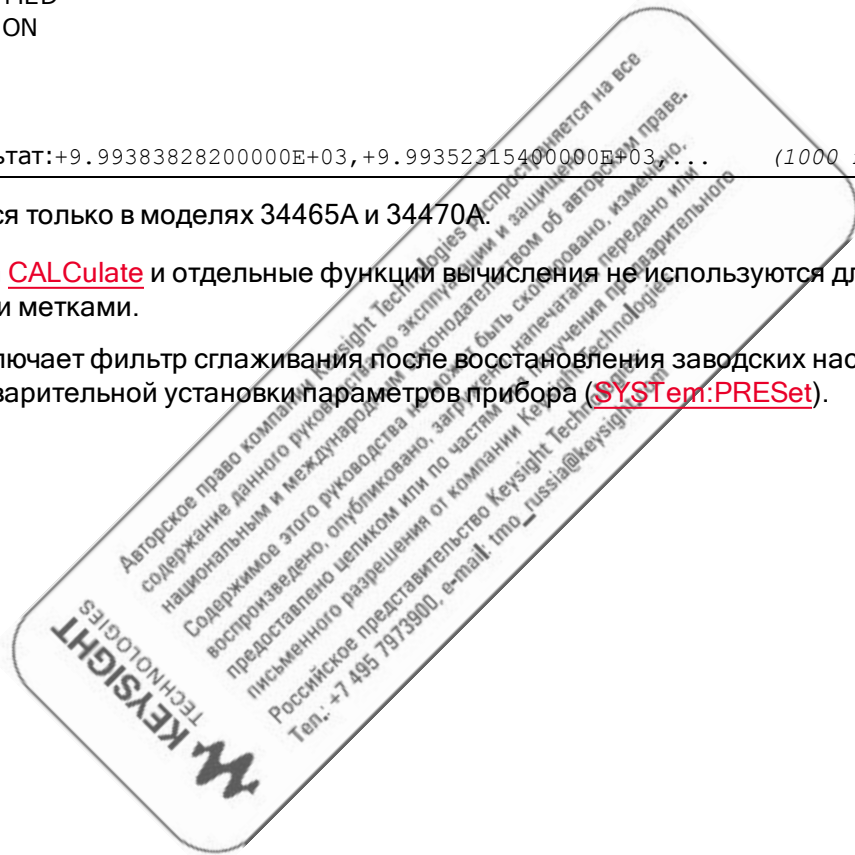 ON
ьтат:+9.99383828200000E+03,+9.99352315400000E+03,... (1000
ся только в моделях 34465A и 34470A.
CALCulate и отдельные функции вычисления не используются дл
и метками.
лючает фильтр сглаживания после восстановления заводских нас
варительной установки параметров прибора (SYSTem:PRESet).
Авторское право компании Keysight Technologies распространяется на все
содержание данного руководства по эксплуатации и защищено
национальным и международным законодательством об авторском праве.
Содержимое этого руководства не может быть скопировано, изменено,
воспроизведено, опубликовано, загружено, напечатано, передано или
предоставлено целиком или по частям без получения предварительного
письменного разрешения от компании Keysight Technologies.
Российское представительство Keysight Technologies.
Тел.: +7 495 7973900, e-mail: tmo_russia@keysight.com
KEYSIGHT
TECHNOLOGIES